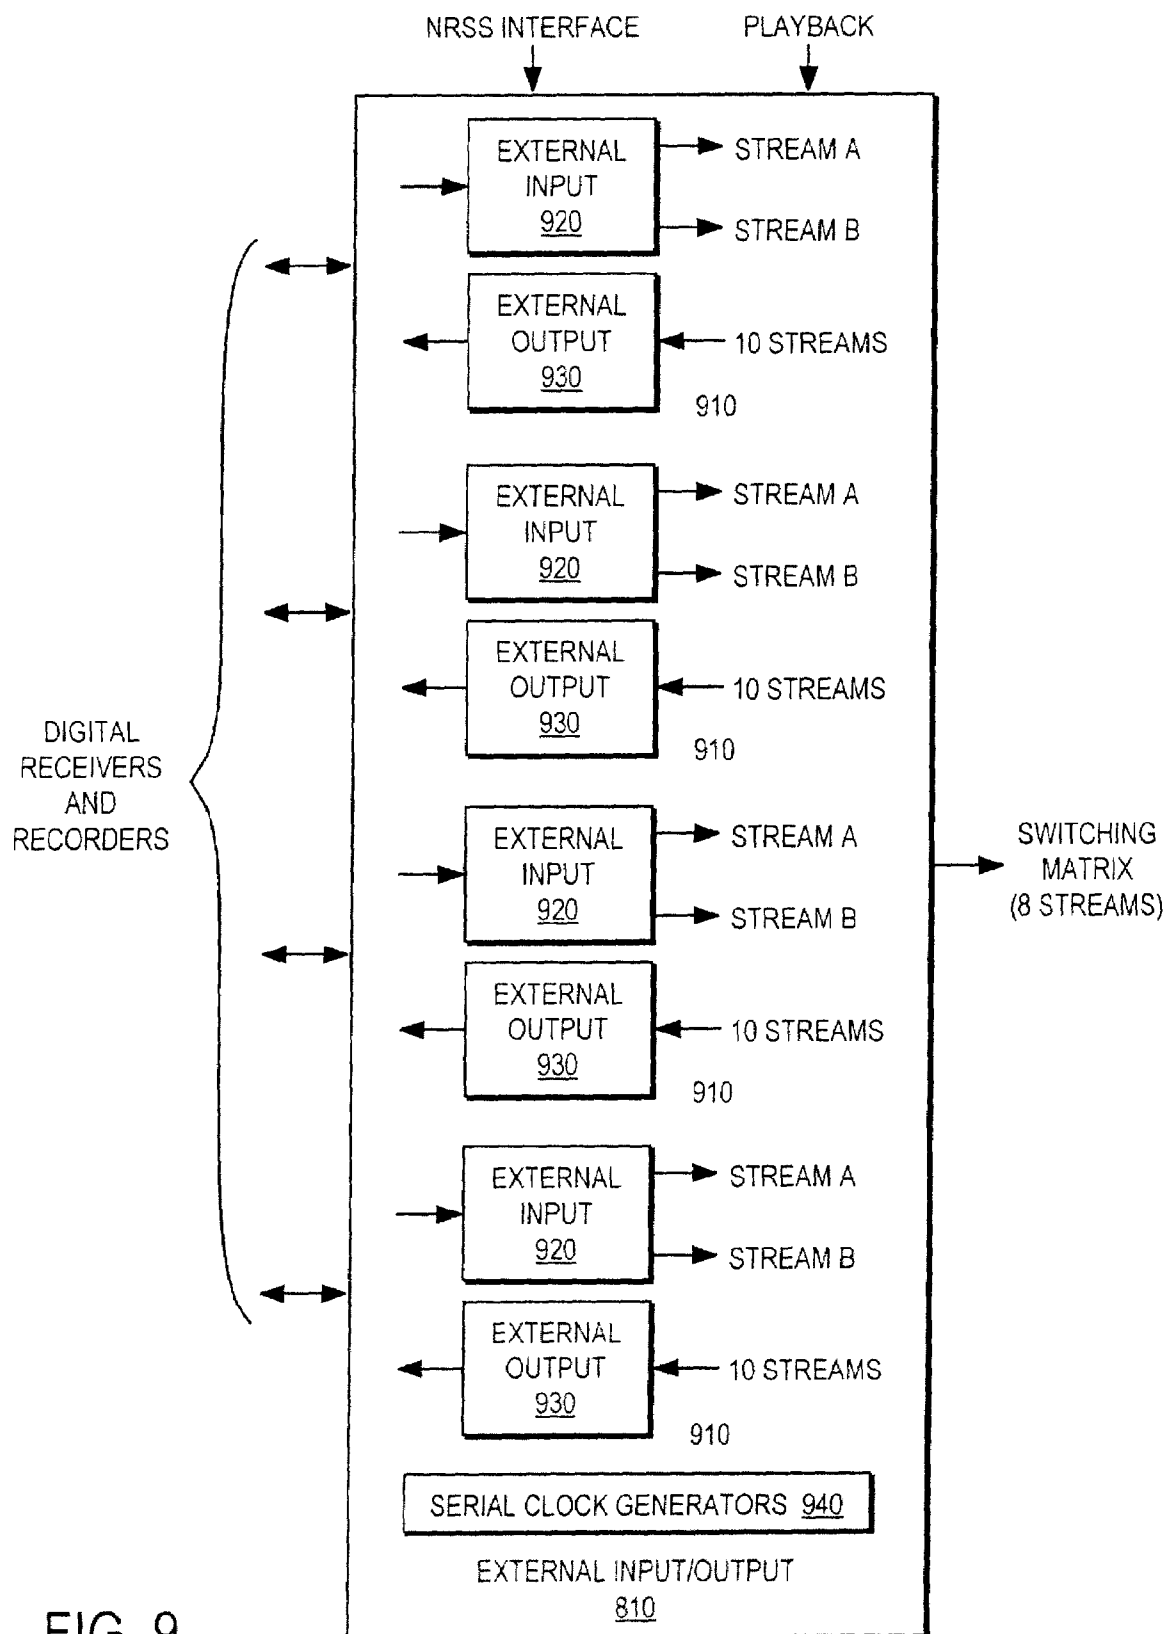 NRSS INTERFACE
PLAYBACK
EXTERNAL
INPUT
920
STREAM A
STREAM B
EXTERNAL
OUTPUT
930
10 STREAMS
910
EXTERNAL
INPUT
920
STREAM A
STREAM B
EXTERNAL
OUTPUT
930
10 STREAMS
910
DIGITAL
RECEIVERS
AND
RECORDERS
EXTERNAL
INPUT
920
STREAM A
STREAM B
SWITCHING
MATRIX
(8 STREAMS)
EXTERNAL
OUTPUT
930
10 STREAMS
910
EXTERNAL
INPUT
920
STREAM A
STREAM B
EXTERNAL
OUTPUT
930
10 STREAMS
910
SERIAL CLOCK GENERATORS 940
EXTERNAL INPUT/OUTPUT
810
FIG. 9